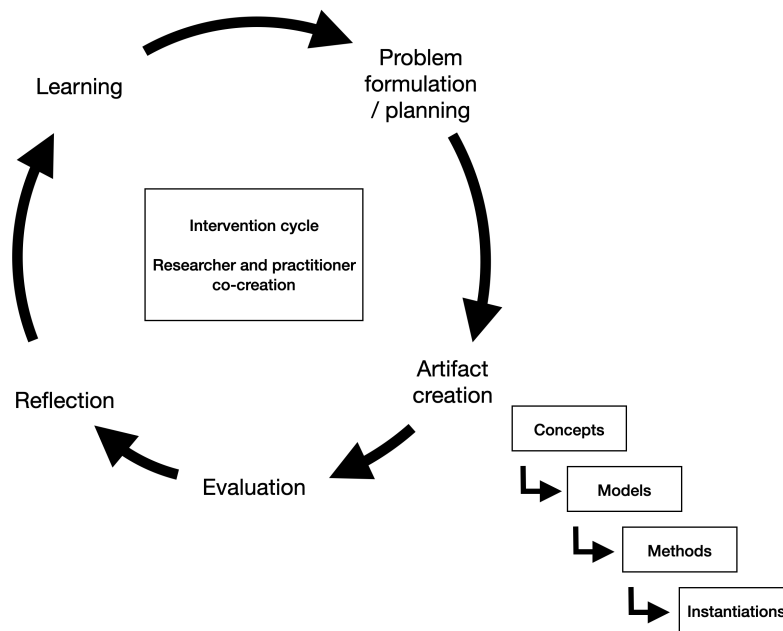 Learning
Problem
formulation
/ planning
Intervention cycle
Researcher and practitioner
co-creation
Artifact
creation
Reflection
Evaluation
Concepts
Models
Methods
Instantiations